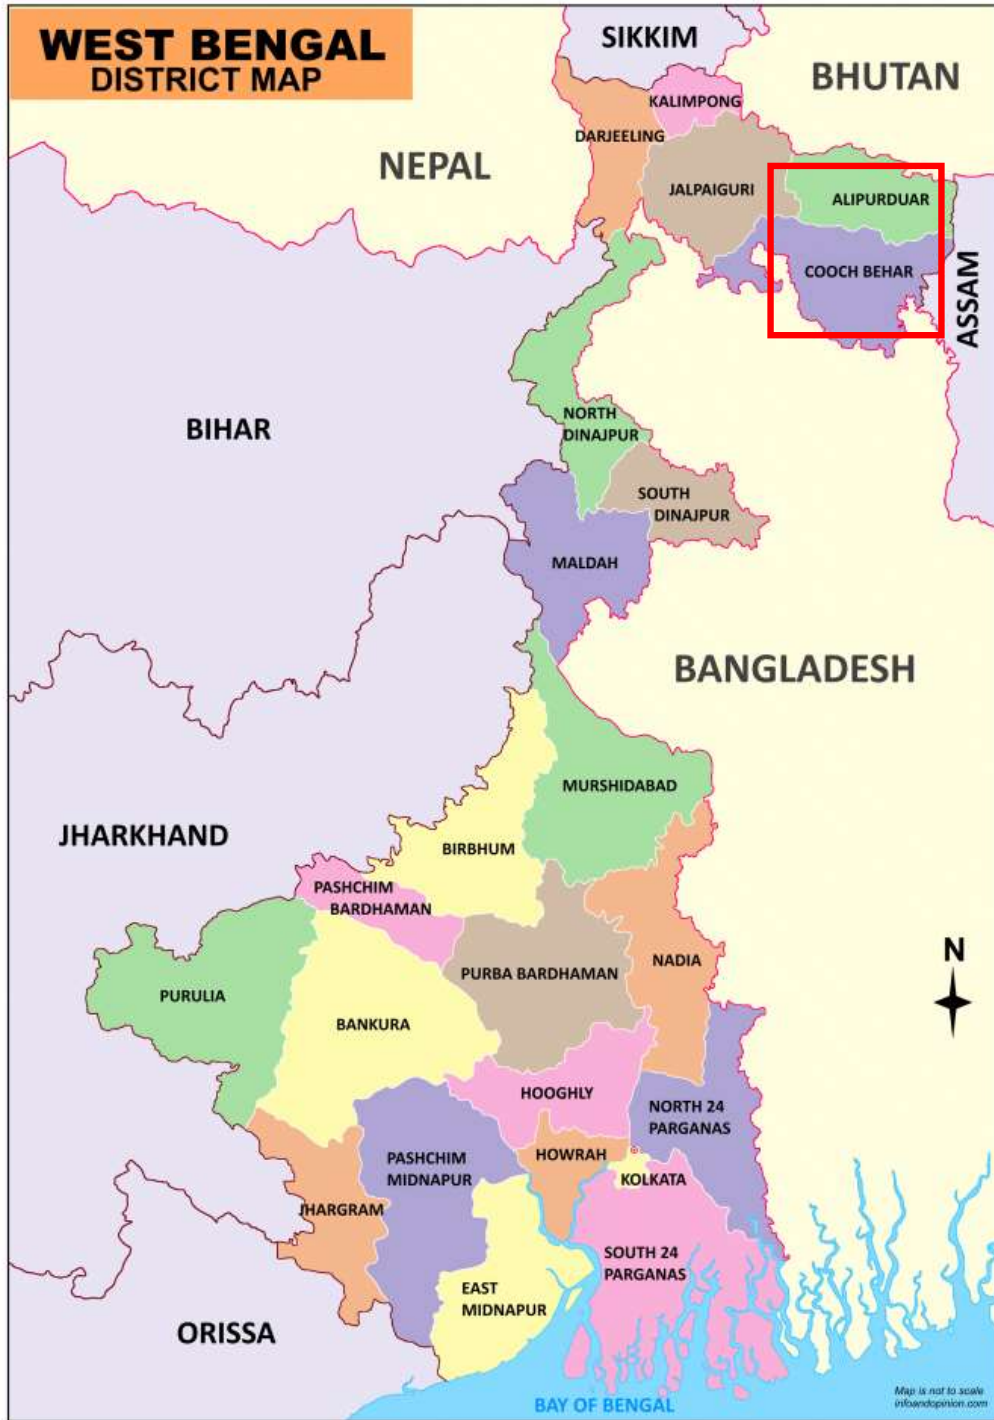 WEST BENGAL
DISTRICT MAP
SIKKIM
BHUTAN
KALIMPONG
DARJEELING
NEPAL
JALPAIGURI
ALIPURDUAR
COOCH BEHAR
ASSAM
BIHAR
NORTH
DINAJPUR
SOUTH
DINAJPUR
MALDAH
BANGLADESH
MURSHIDABAD
JHARKHAND
BIRBHUM
PASHCHIM
BARDHAMAN
NADIA
PURBA BARDHAMAN
N
PURULIA
BANKURA
HOOGHLY
NORTH 24
PARGANAS
HOWRAH
PASHCHIM
MIDNAPUR
KOLKATA
JHARGRAM
SOUTH 24
PARGANAS
EAST
MIDNAPUR
ORISSA
BAY OF BENGAL
Map is not to scale
infoandopinion.com